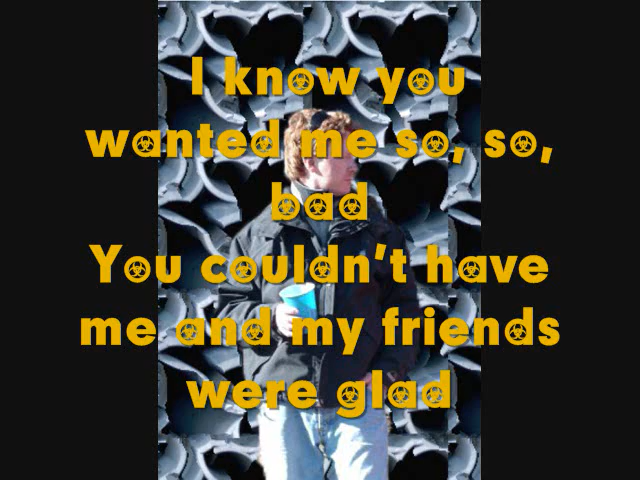 I know you
wanted me so, so,
bad
You couldn't have
me and my friends
were glad